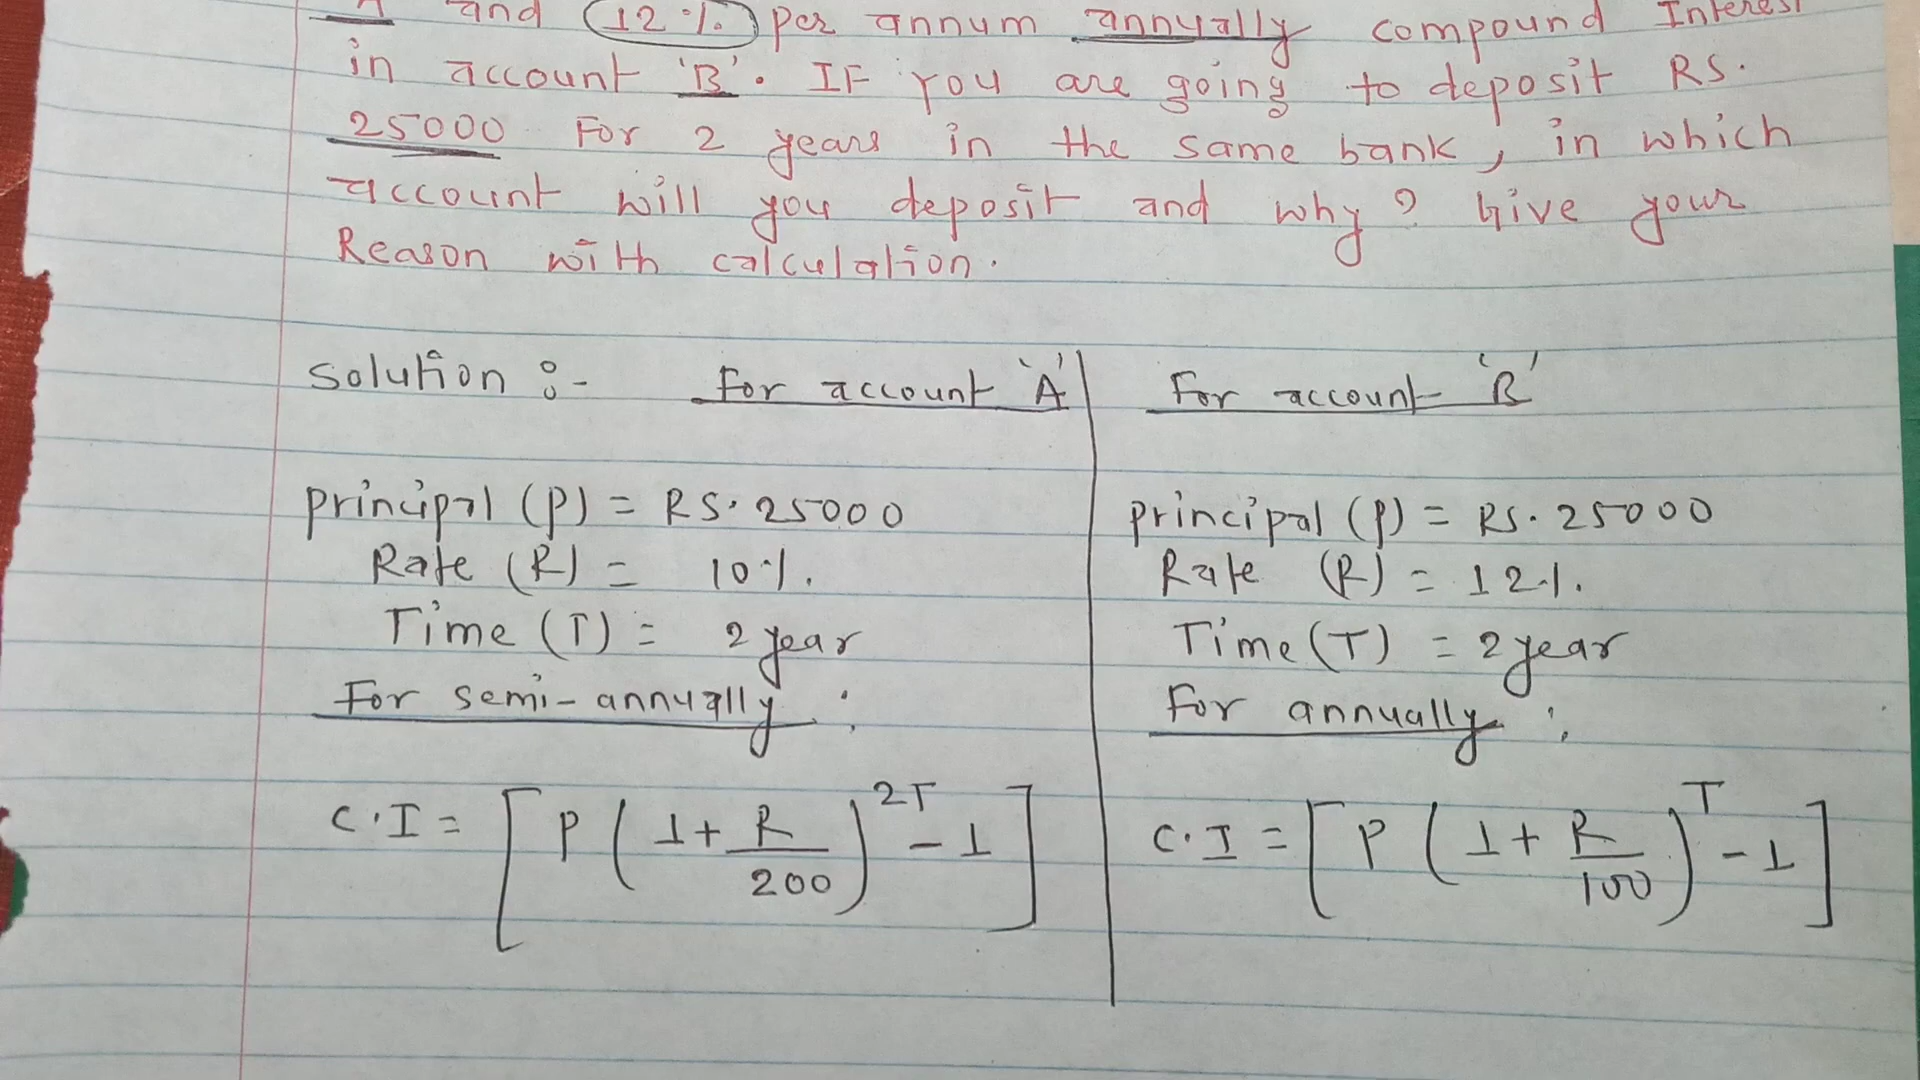 A and 12% per annum annually compound Interest
in account 'B'. IF you are going to deposit RS.
25000 For 2 years in the same bank, in which
account will you deposit and why? Give your
Reason with calculation.
Solution :- For account 'A'
principal (P) = RS. 25000
Rate (R) = 10%.
Time (T) = 2 year
For semi-annually :
C.I = [P(1+R/200)^2T -1]
For account 'B'
principal (P) = RS. 25000
Rate (R) = 12%.
Time (T) = 2 year
For annually :
C.I = [P(1+R/100)^T -1]